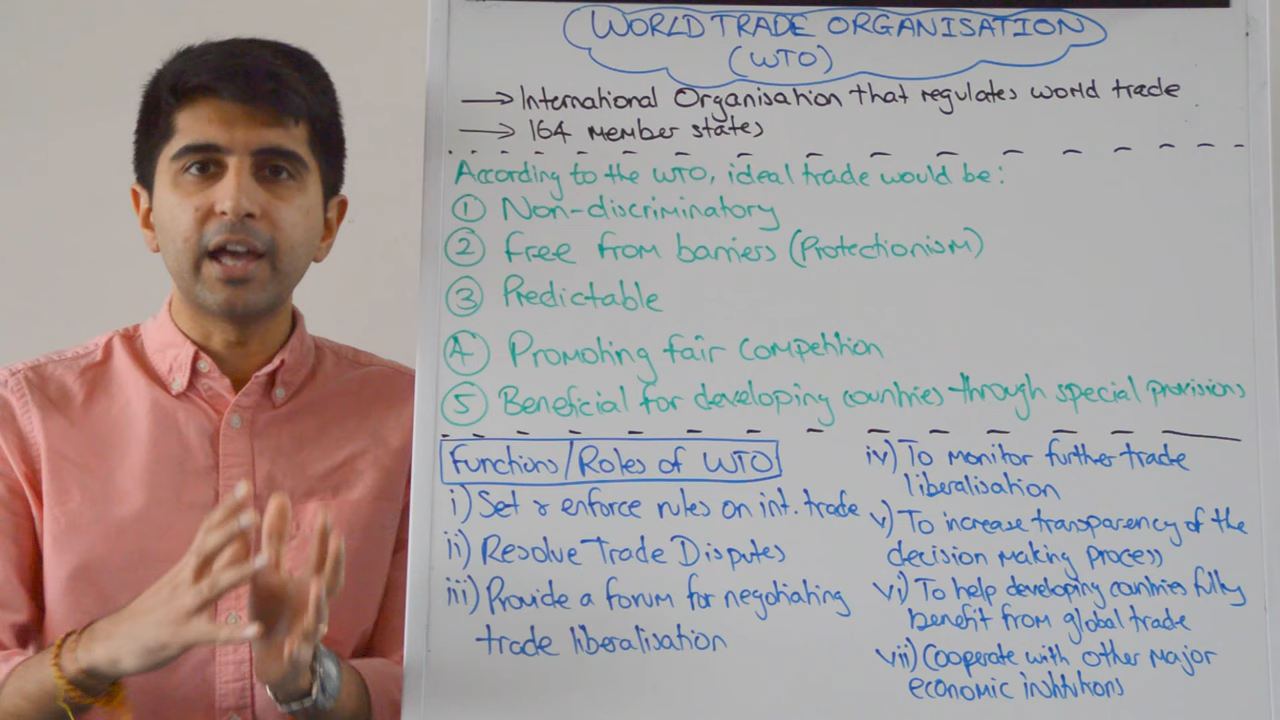 WORLD TRADE ORGANISATION
(WTO)
→ International Organisation that regulates world trade
→ 164 member states
According to the WTO, ideal trade would be:
① Non-discriminatory
② Free from barriers (Protectionism)
③ Predictable
④ Promoting fair competition
⑤ Beneficial for developing countries through special provisions
Functions/Roles of WTO
i) Set & enforce rules on int. trade
ii) Resolve Trade Disputes
iii) Provide a forum for negotiating
trade liberalisation
iv) To monitor further trade
liberalisation
v) To increase transparency of the
decision making process
vi) To help developing countries fully
benefit from global trade
vii) Cooperate with other major
economic institutions